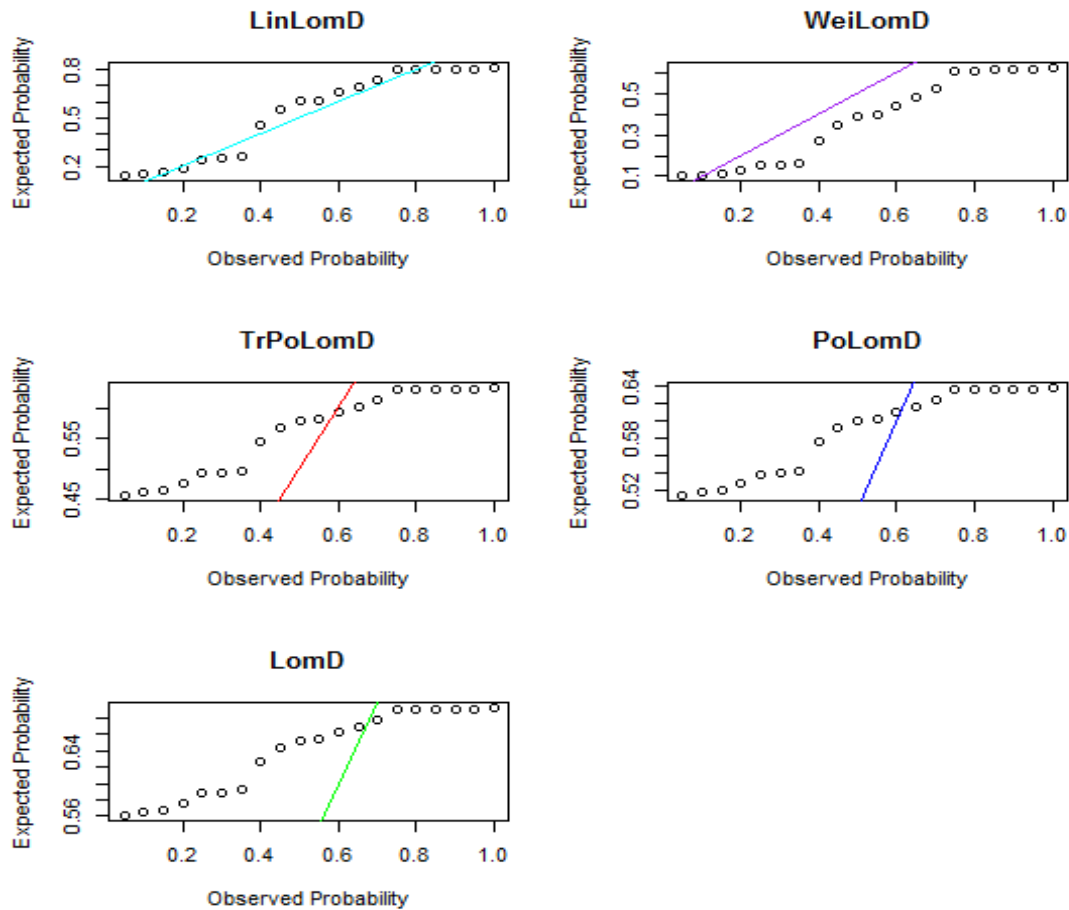 LinLomD
Expected Probability
0.2 0.5 0.8
0.2 0.4 0.6 0.8 1.0
Observed Probability
WeiLomD
Expected Probability
0.1 0.3 0.5
0.2 0.4 0.6 0.8 1.0
Observed Probability
TrPoLomD
Expected Probability
0.45 0.55
0.2 0.4 0.6 0.8 1.0
Observed Probability
PoLomD
Expected Probability
0.52 0.58 0.64
0.2 0.4 0.6 0.8 1.0
Observed Probability
LomD
Expected Probability
0.56 0.64
0.2 0.4 0.6 0.8 1.0
Observed Probability